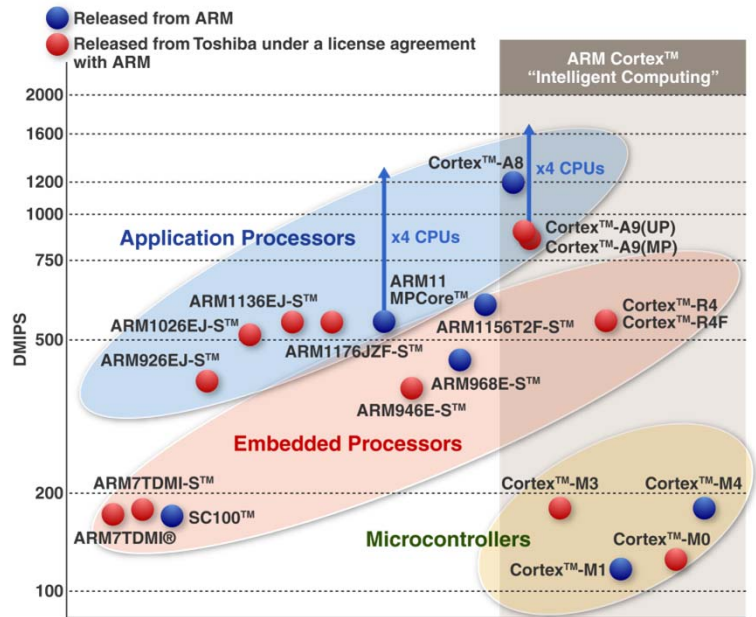 Released from ARM
Released from Toshiba under a license agreement
with ARM
ARM Cortex™
“Intelligent Computing”
2000
1600
1200
1000
750
500
200
100
DMIPS
Cortex™-A8
x4 CPUs
Application Processors
x4 CPUs
Cortex™-A9(UP)
Cortex™-A9(MP)
ARM11
MPCore™
ARM1136EJ-S™
ARM1026EJ-S™
ARM1176JZF-S™
ARM926EJ-S™
ARM1156T2F-S™
Cortex™-R4
Cortex™-R4F
ARM968E-S™
ARM946E-S™
Embedded Processors
ARM7TDMI-S™
SC100™
ARM7TDMI®
Cortex™-M3
Cortex™-M4
Microcontrollers
Cortex™-M0
Cortex™-M1